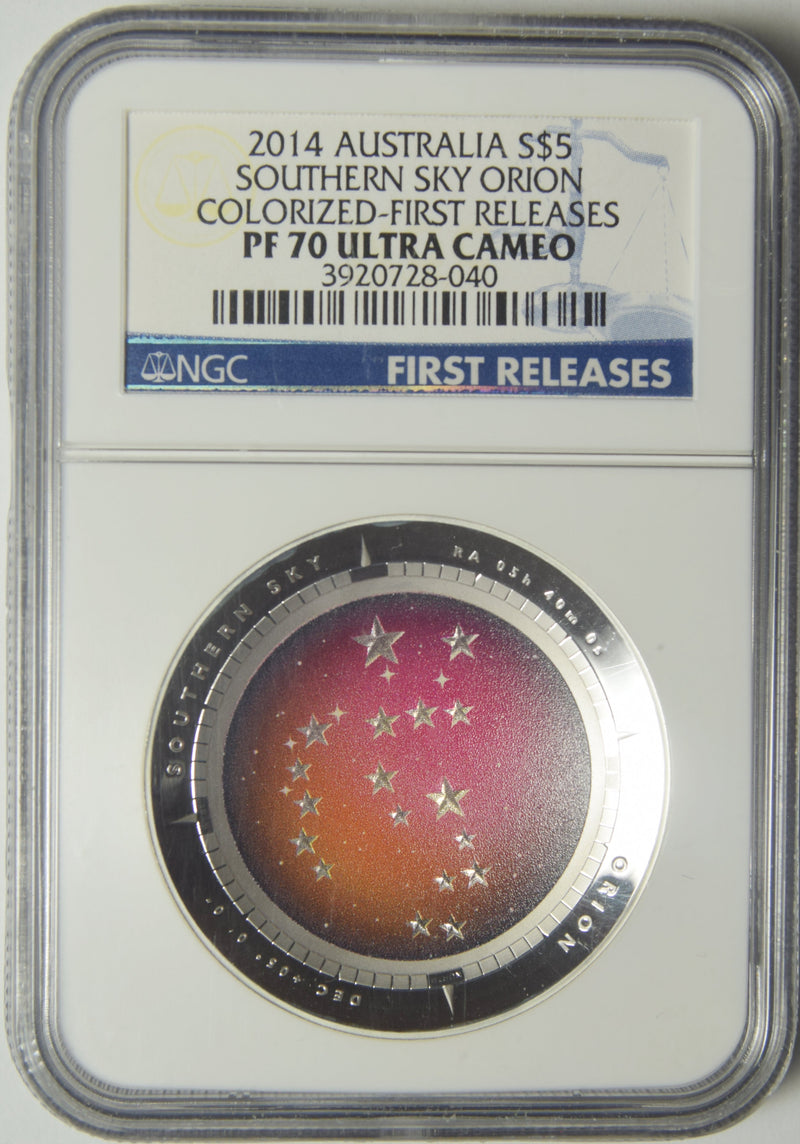 2014 AUSTRALIA S$5
SOUTHERN SKY ORION
COLORIZED-FIRST RELEASES
PF 70 ULTRA CAMEO
3920728-040
NGC
FIRST RELEASES
SOUTHERN SKY
RA 05h 40m 0s
ORION
DEC +05° 0' 0"